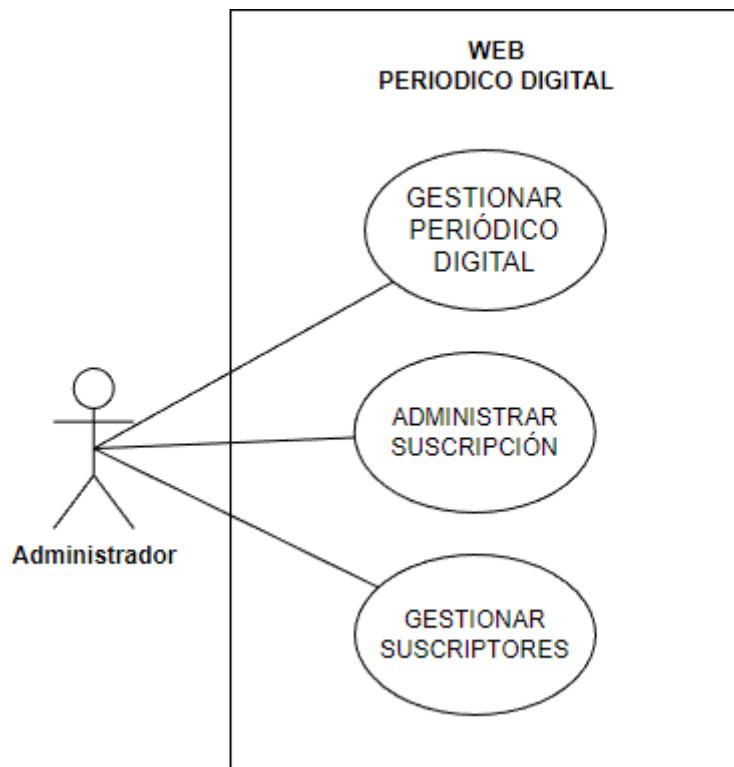 WEB
PERIODICO DIGITAL
GESTIONAR
PERIÓDICO
DIGITAL
ADMINISTRAR
SUSCRIPCIÓN
Administrador
GESTIONAR
SUSCRIPTORES